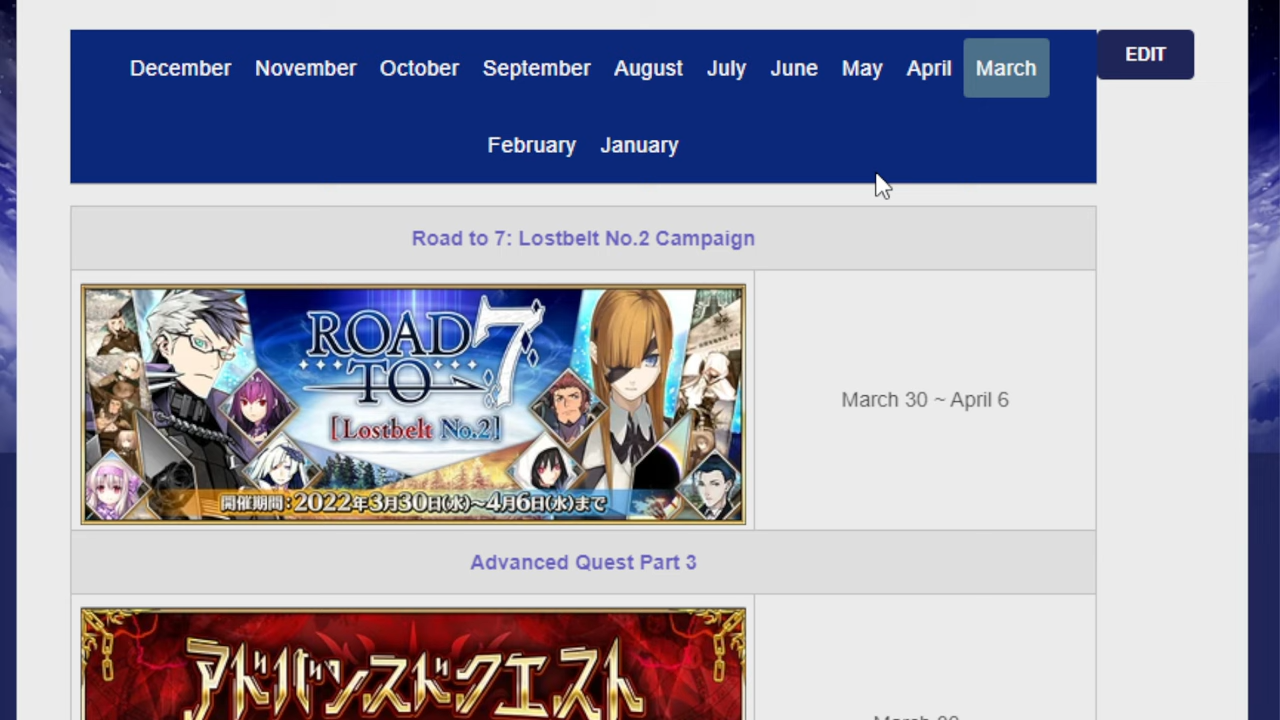 December November October September August July June May April March
EDIT
February January
Road to 7: Lostbelt No.2 Campaign
ROAD
TO 7
[Lostbelt No.2]
開催期間:2022年3月30日(水)~4月6日(水)まで
March 30 ~ April 6
Advanced Quest Part 3
アドバンスドクエスト